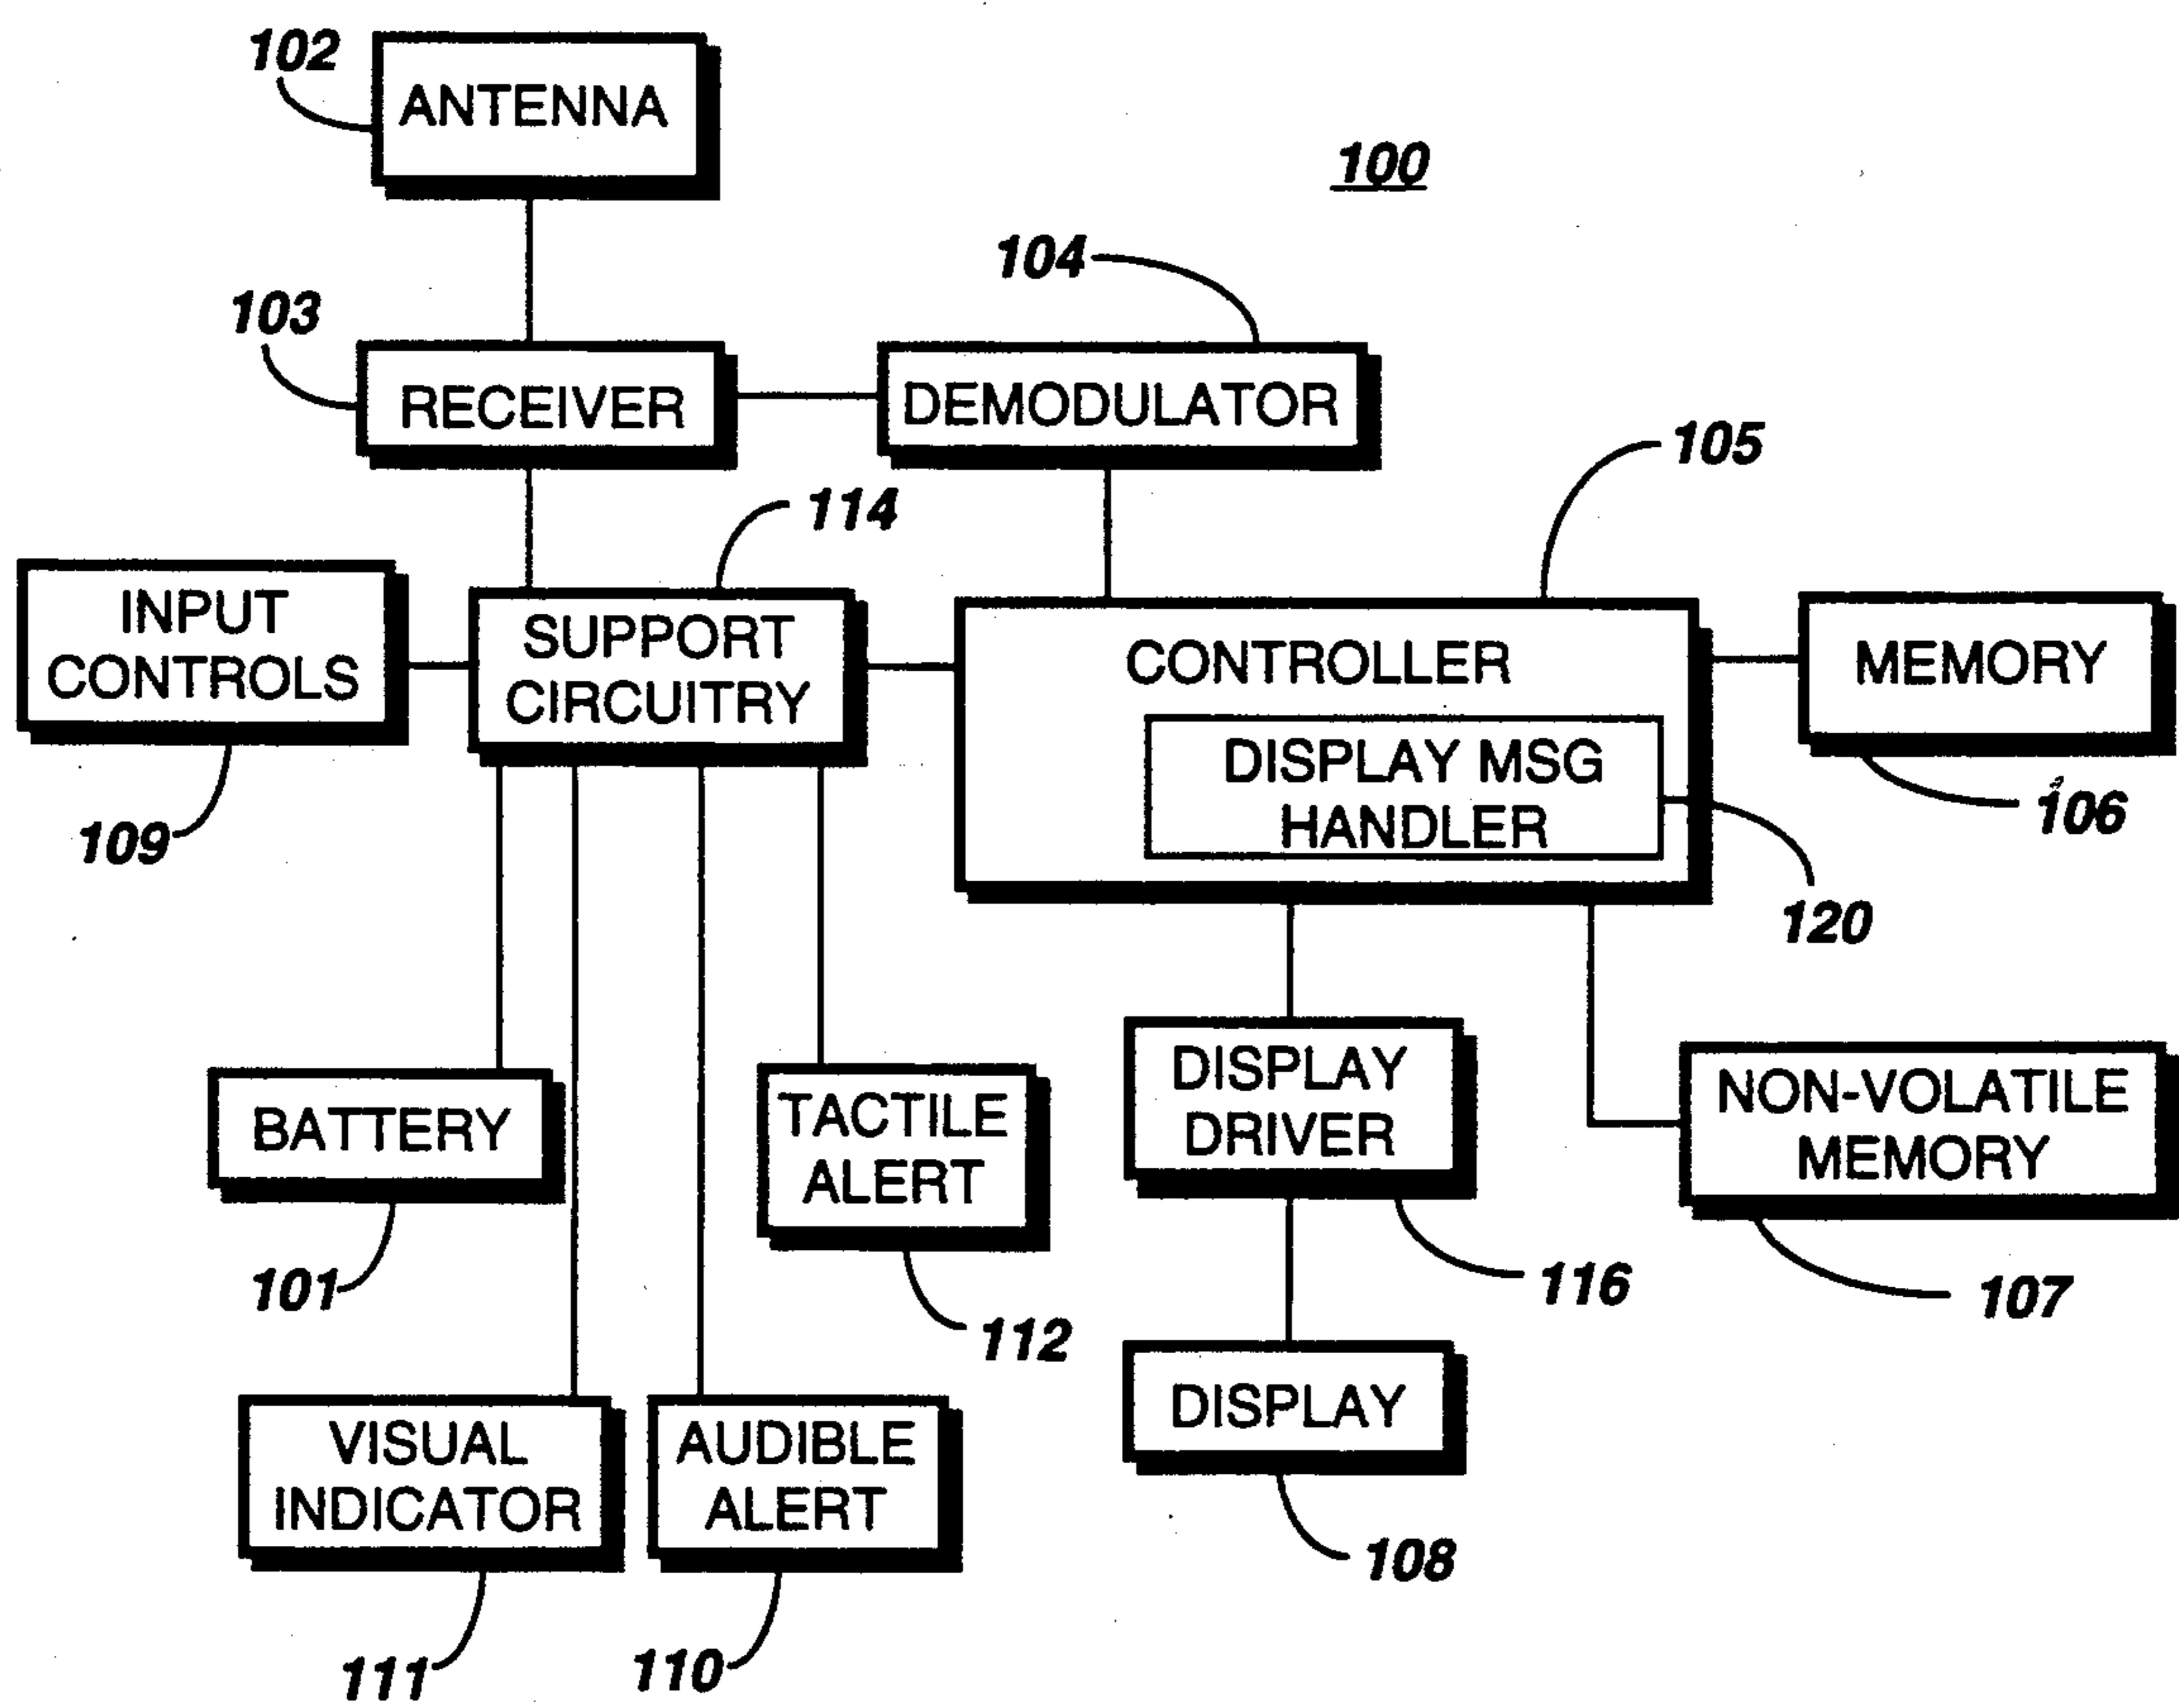 102
ANTENNA
100
104
103
RECEIVER
DEMODULATOR
105
114
INPUT
CONTROLS
SUPPORT
CIRCUITRY
CONTROLLER
MEMORY
DISPLAY MSG
HANDLER
109
106
120
BATTERY
TACTILE
ALERT
DISPLAY
DRIVER
NON-VOLATILE
MEMORY
101
112
116
107
VISUAL
INDICATOR
AUDIBLE
ALERT
DISPLAY
108
111
110